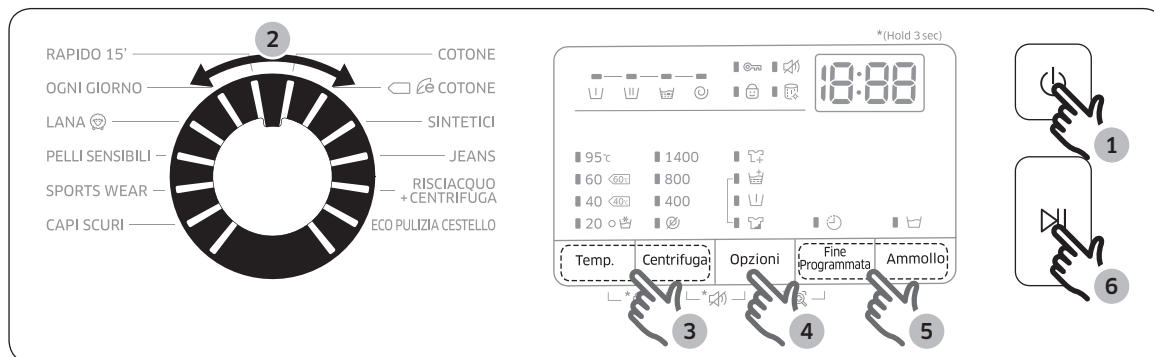 2
RAPIDO 15'
OGNI GIORNO
LANA
PELLI SENSIBILI
SPORTS WEAR
CAPI SCURI
COTONE
COTONE
SINTETICI
JEANS
RISCIACQUO
+CENTRIFUGA
ECO PULIZIA CESTELLO
*(Hold 3 sec)
18:88
95℃ 1400
60 60℃ 800
40 40℃ 400
20
Temp. Centrifuga Opzioni Fine Programmata Ammollo
* *
3 4 5
1
6